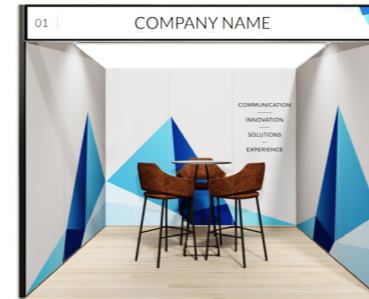 01 COMPANY NAME
COMMUNICATION
INNOVATION
SOLUTIONS
EXPERIENCE